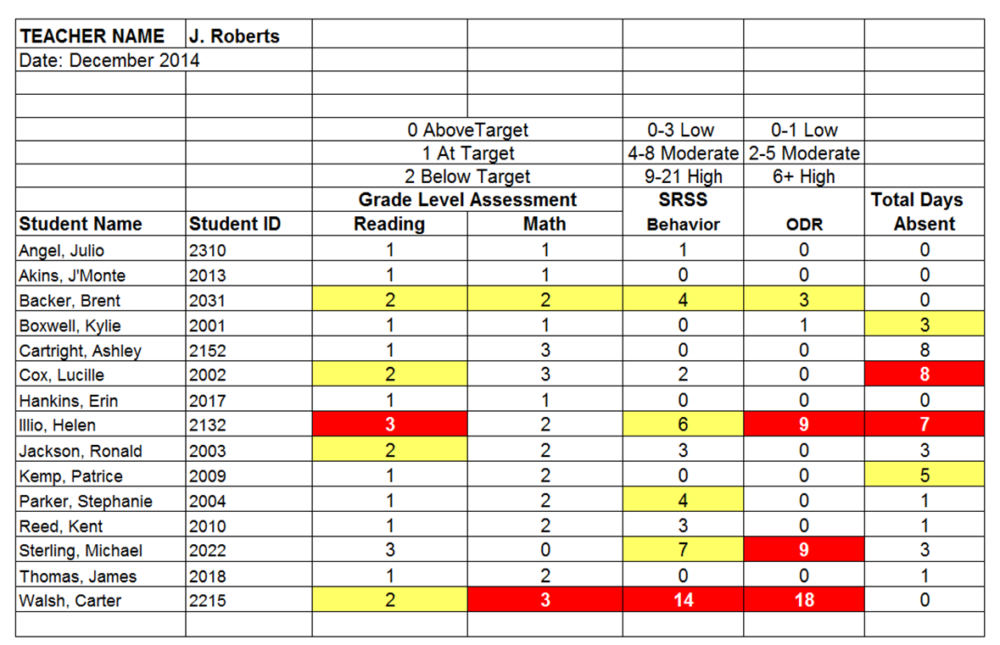 TEACHER NAME J. Roberts
Date: December 2014
0 AboveTarget 0-3 Low 0-1 Low
1 At Target 4-8 Moderate 2-5 Moderate
2 Below Target 9-21 High 6+ High
Grade Level Assessment SRSS Total Days
Student Name Student ID Reading Math Behavior ODR Absent
Angel, Julio 2310 1 1 1 0 0
Akins, J'Monte 2013 1 1 0 0 0
Backer, Brent 2031 2 2 4 3 0
Boxwell, Kylie 2001 1 1 0 1 3
Cartright, Ashley 2152 1 3 0 0 8
Cox, Lucille 2002 2 3 2 0 8
Hankins, Erin 2017 1 1 0 0 0
Illio, Helen 2132 3 2 6 9 7
Jackson, Ronald 2003 2 2 3 0 3
Kemp, Patrice 2009 1 2 0 0 5
Parker, Stephanie 2004 1 2 4 0 1
Reed, Kent 2010 1 2 3 0 1
Sterling, Michael 2022 3 0 7 9 3
Thomas, James 2018 1 2 0 0 1
Walsh, Carter 2215 2 3 14 18 0